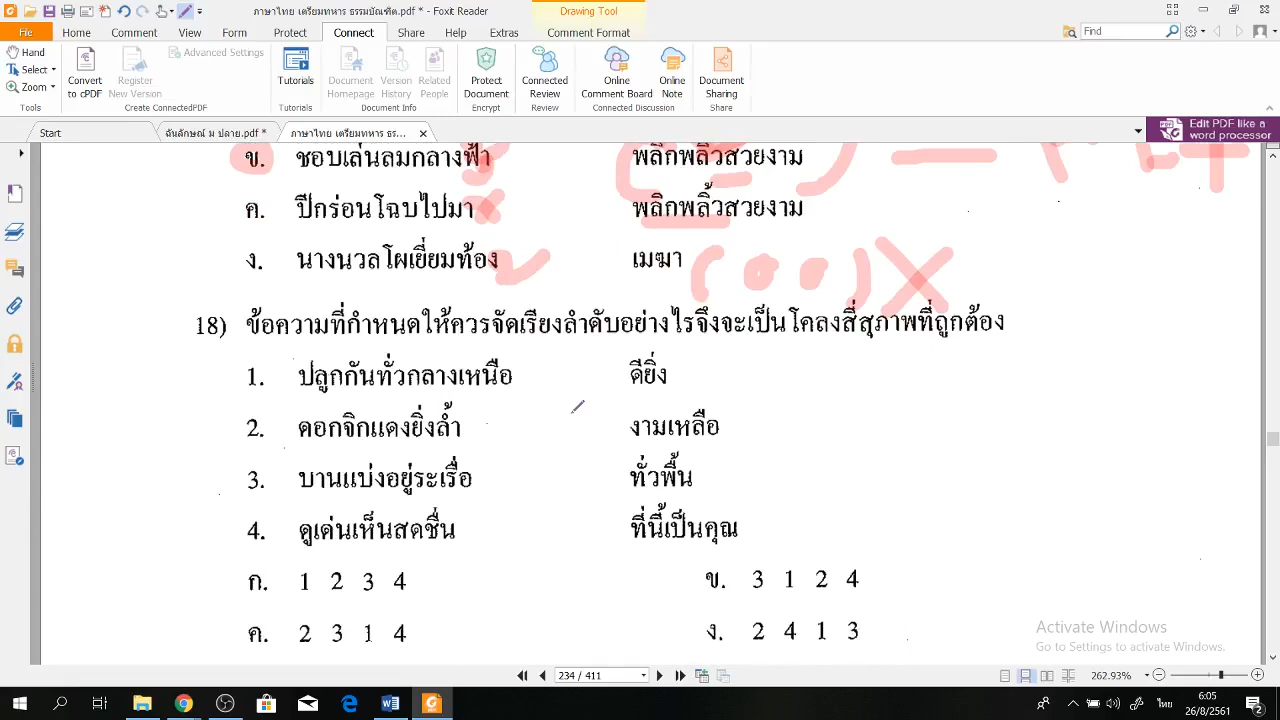 ภาษาไทย เตรียมทหาร ธรรมบัณฑิต.pdf * - Foxit Reader
Drawing Tool
File Home Comment View Form Protect Connect Share Help Extras Comment Format
Find
Hand
Select
Zoom
Convert to cPDF
Register New Version
Advanced Settings
Tutorials
Document Homepage
Version History
Related People
Protect Document
Connected Review
Online Comment Board
Online Note
Document Sharing
Tools Create ConnectedPDF Tutorials Document Info Encrypt Review Connected Discussion Share
Start
ฉันลักษณ์ ม ปลาย.pdf *
ภาษาไทย เตรียมทหาร ธร...
Edit PDF like a word processor
ข. ชอบเล่นลมกลางฟ้า พลิกพลิ้วสวยงาม
ค. ปีกร่อนโฉบไปมา พลิกพลิ้วสวยงาม
ง. นางนวลโผเยี่ยมท้อง เมฆา
18) ข้อความที่กำหนดให้ควรจัดเรียงลำดับอย่างไรจึงจะเป็นโคลงสี่สุภาพที่ถูกต้อง
1. ปลูกกันทั่วกลางเหนือ ดียิ่ง
2. ดอกจิกแดงยิ่งล้ำ งามเหลือ
3. บานแบ่งอยู่ระเรื่อ ทั่วพื้น
4. ดูเด่นเห็นสดชื่น ที่นี้เป็นคุณ
ก. 1 2 3 4 ข. 3 1 2 4
ค. 2 3 1 4 ง. 2 4 1 3
Activate Windows
Go to Settings to activate Windows.
234 / 411
262.93%
6:05
ไทย
26/8/2561
2